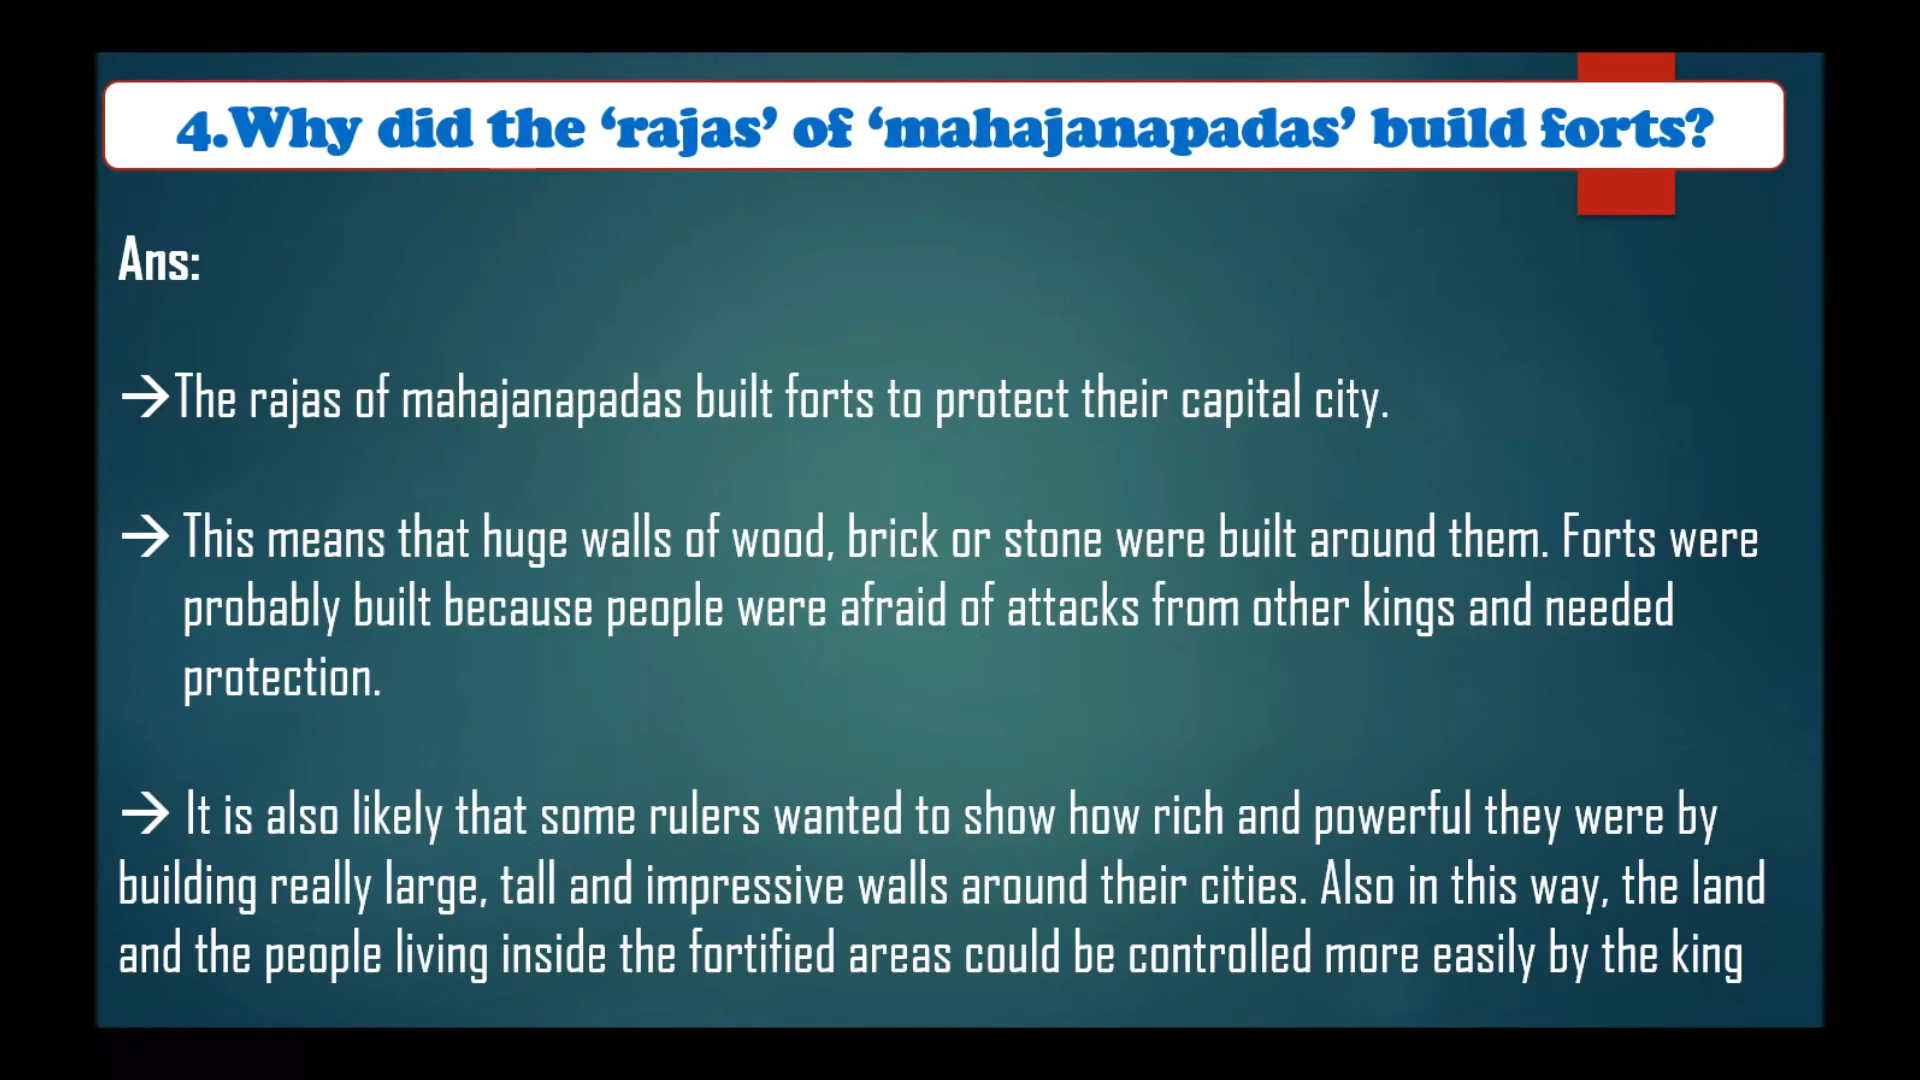 4.Why did the ‘rajas’ of ‘mahajanapadas’ build forts?
Ans:
→The rajas of mahajanapadas built forts to protect their capital city.
→ This means that huge walls of wood, brick or stone were built around them. Forts were
probably built because people were afraid of attacks from other kings and needed
protection.
→ It is also likely that some rulers wanted to show how rich and powerful they were by
building really large, tall and impressive walls around their cities. Also in this way, the land
and the people living inside the fortified areas could be controlled more easily by the king